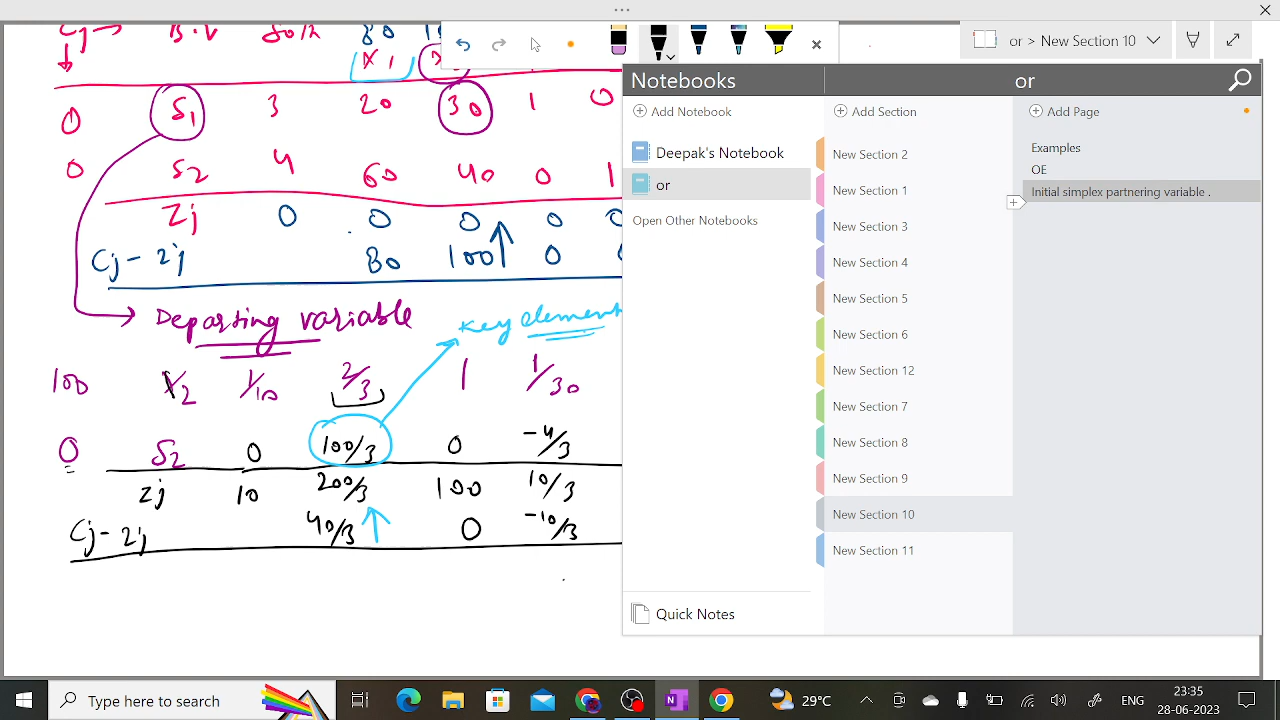 Cj → B.V
80 1
x1
0 S1 3 20 30 1 0
0 S2 4 60 40 0 1
Zj 0 0 0 0 0
Cj - Zj 80 100 0
Departing variable
Key element
100 x2 1/10 2/3 1 1/30
0 S2 0 100/3 0 -4/3
Zj 10 200/3 100 10/3
Cj - Zj 40/3 0 -10/3
or > New Section 10
Notebooks or
Add Notebook Add Section Add Page
Deepak's Notebook
or
Open Other Notebooks
New Section 2
New Section 1
New Section 3
New Section 4
New Section 5
New Section 6
New Section 12
New Section 7
New Section 8
New Section 9
New Section 10
New Section 11
Examples
OE
Initial simplox partnering variable .
Quick Notes
Type here to search
29°C
ENG
28-06-2023